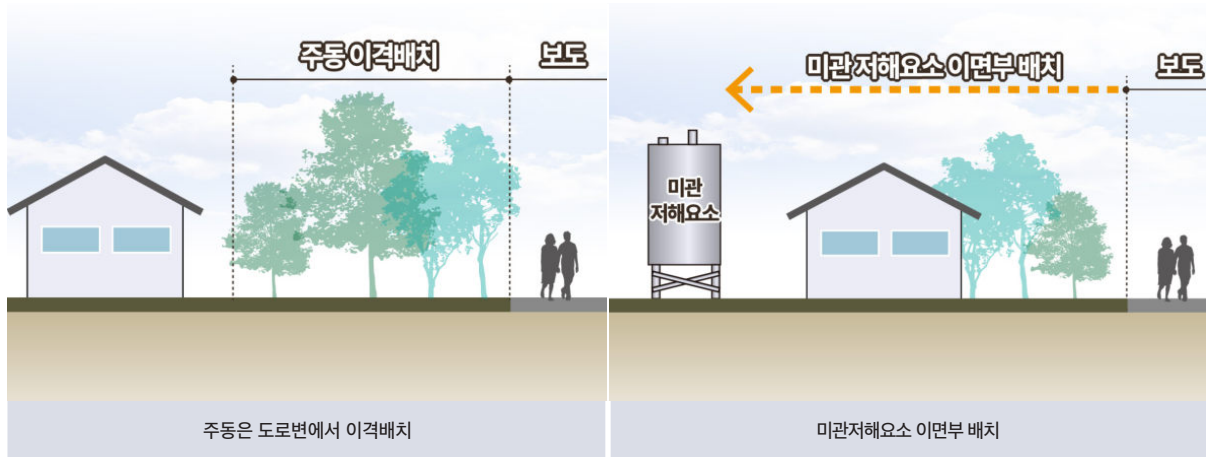 주동 이격배치
보도
미관 저해요소 이면부 배치
보도
미관
저해요소
주동은 도로변에서 이격배치
미관저해요소 이면부 배치